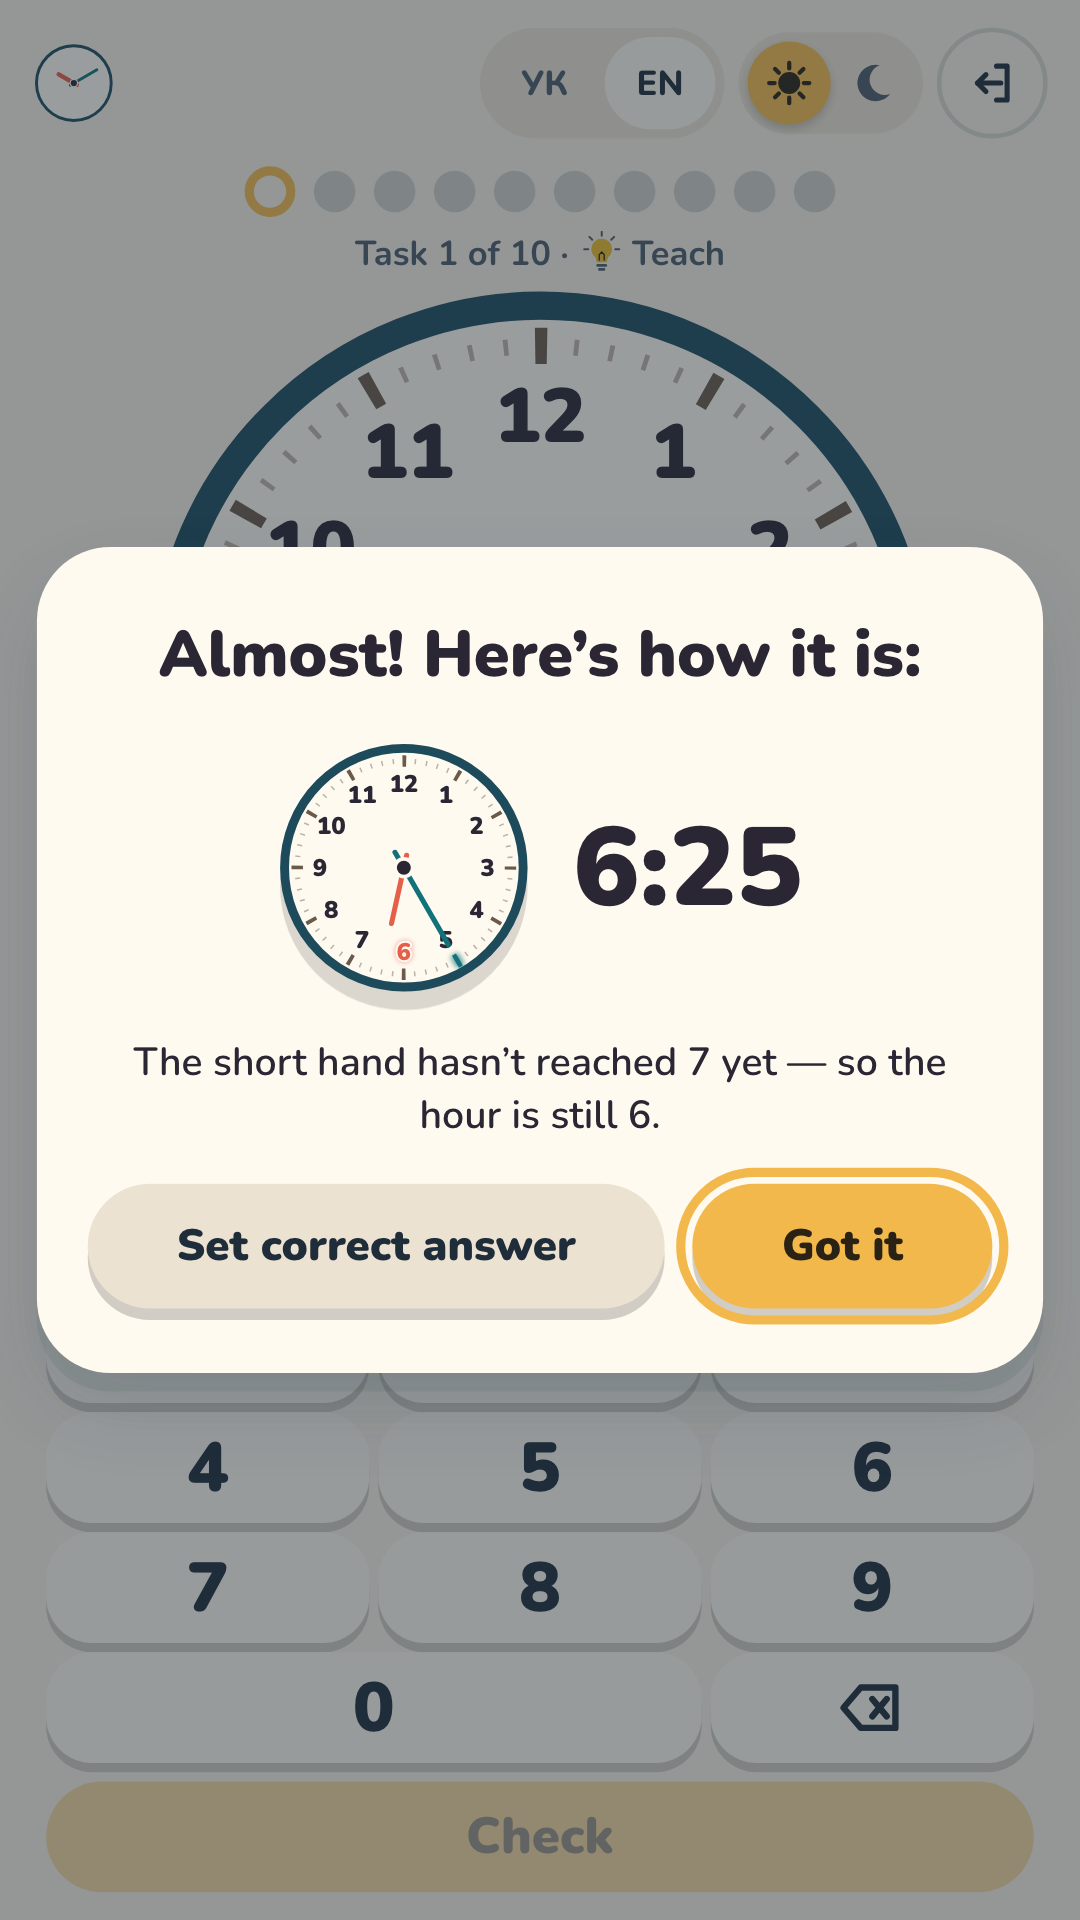 УК EN
Task 1 of 10 · Teach
12
11 1
10 2
Almost! Here’s how it is:
12
11 1
10 2
9 3
8 4
7 5
6
6:25
The short hand hasn’t reached 7 yet — so the
hour is still 6.
Set correct answer Got it
4 5 6
7 8 9
0
Check